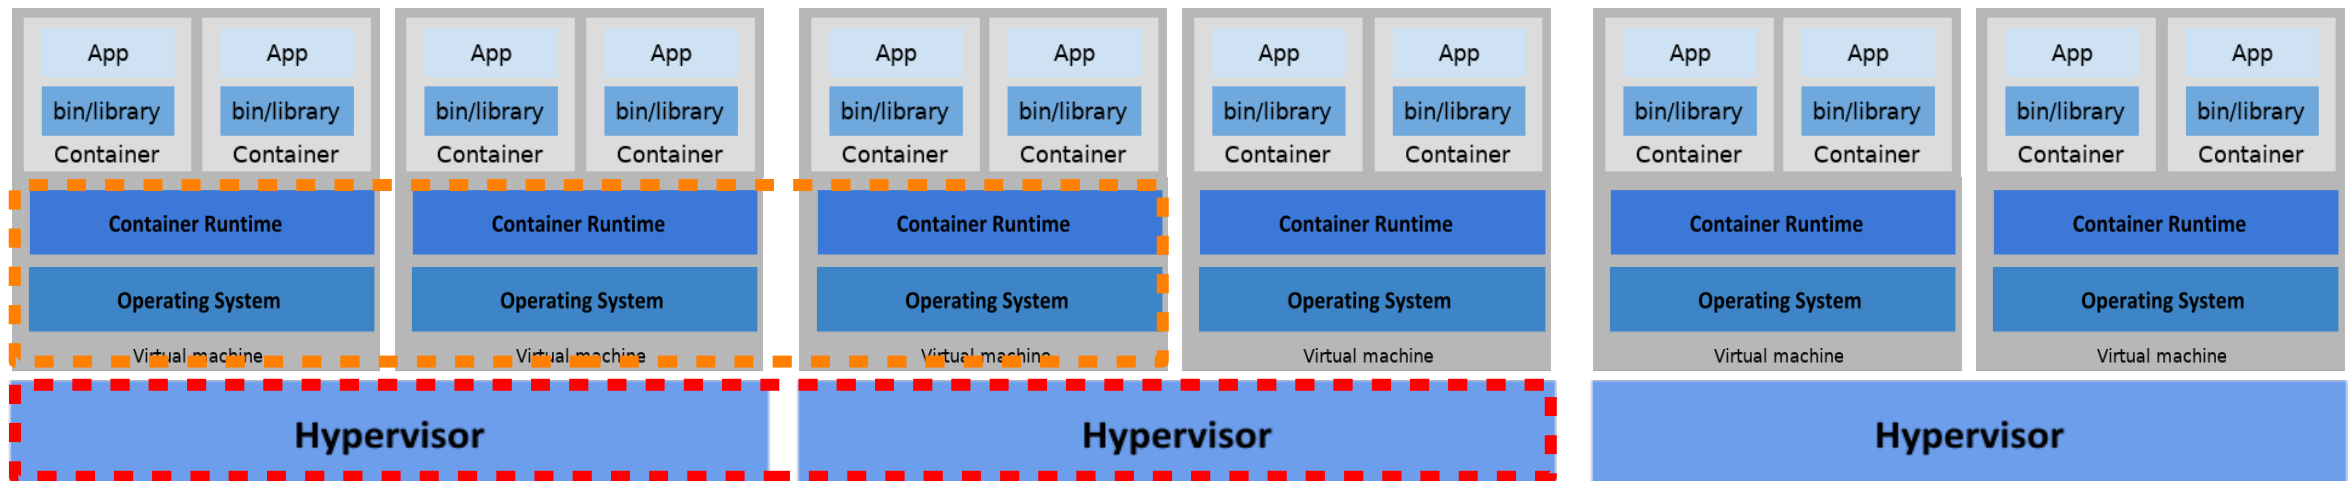 App App App App App App App App App App App App
bin/library bin/library bin/library bin/library bin/library bin/library bin/library bin/library bin/library bin/library bin/library bin/library
Container Container Container Container Container Container Container Container Container Container Container Container
Container Runtime Container Runtime Container Runtime Container Runtime Container Runtime Container Runtime
Operating System Operating System Operating System Operating System Operating System Operating System
Virtual machine Virtual machine Virtual machine Virtual machine Virtual machine Virtual machine
Hypervisor Hypervisor Hypervisor